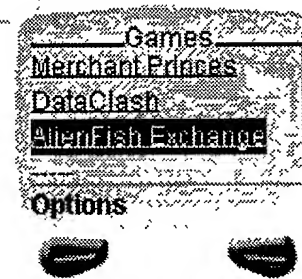 Games
Merchant Princes
DataClash
AlienFish Exchange
Options